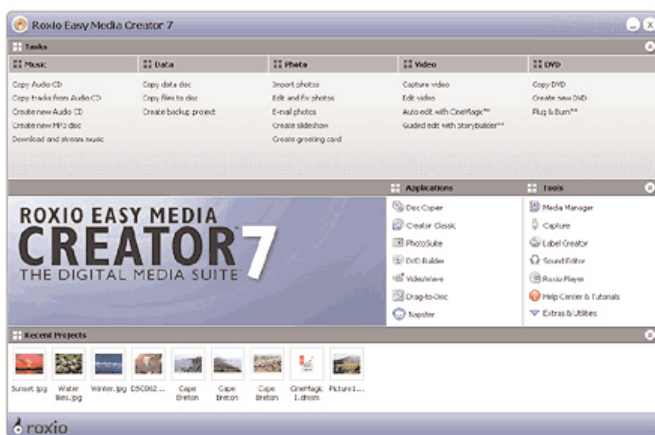 Roxio Easy Media Creator 7
Tasks
Music
Copy Audio CD
Copy tracks from Audio CD
Create new Audio CD
Create new MP3 disc
Download and stream music
Data
Copy data disc
Copy files to disc
Create backup project
Photo
Import photos
Edit and fix photos
E-mail photos
Create slideshow
Create greeting card
Video
Capture video
Edit video
Auto edit with CineMagic™
Guided edit with StoryBuilder™
DVD
Copy DVD
Create new DVD
Plug & Burn™
ROXIO EASY MEDIA
CREATOR 7
THE DIGITAL MEDIA SUITE
Applications
Disc Copier
Creator Classic
PhotoSuite
DVD Builder
VideoWave
Drag-to-Disc
Napster
Tools
Media Manager
Capture
Label Creator
Sound Editor
Roxio Player
Help Center & Tutorials
Extras & Utilities
Recent Projects
Sunset.jpg
Water
lilies.jpg
Winter.jpg
DSC002...
Cape
Breton
Cape
Breton
Cape
Breton
CineMagic
1.dmsm
Picture1...
roxio